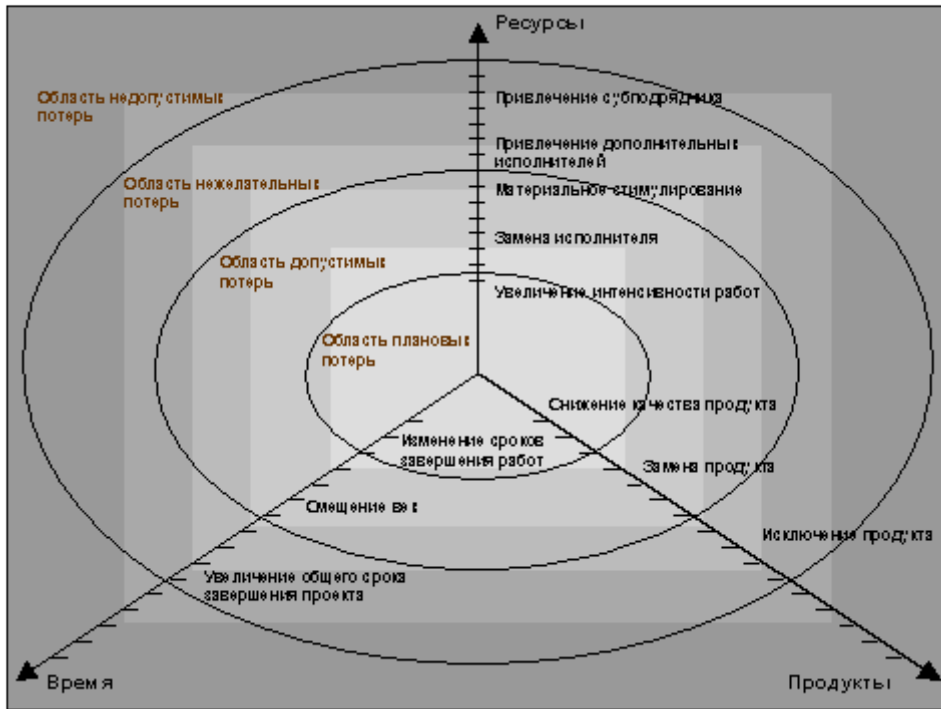 Ресурсы
Область недопустимых
потерь
Привлечение субподрядчика
Привлечение дополнительных
исполнителей
Область нежелательных
потерь
Материальное стимулирование
Замена исполнителя
Область допустимых
потерь
Увеличение интенсивности работ
Область плановых
потерь
Снижение качества продукта
Изменение сроков
завершения работ
Замена продукта
Смещение вех
Исключение продукта
Увеличение общего срока
завершения проекта
Время
Продукты